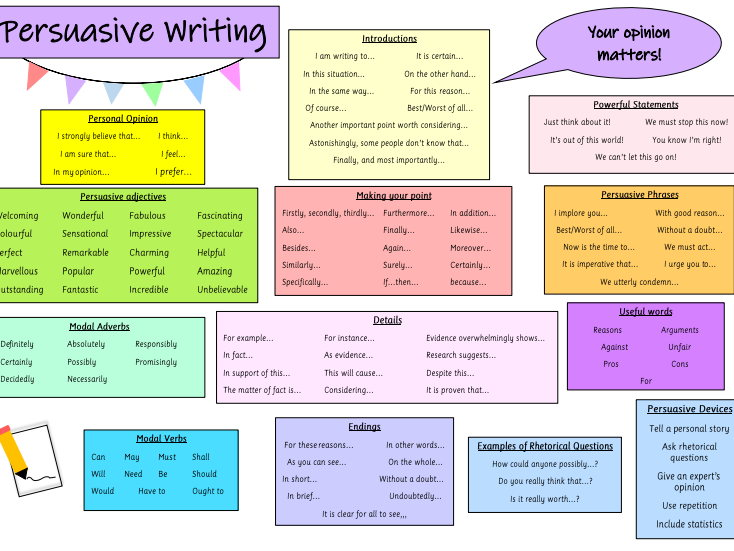 Persuasive Writing
Your opinion
matters!
Introductions
I am writing to... It is certain...
In this situation... On the other hand...
In the same way... For this reason...
Of course... Best/Worst of all...
Another important point worth considering...
Astonishingly, some people don't know that...
Finally, and most importantly...
Powerful Statements
Just think about it! We must stop this now!
It's out of this world! You know I'm right!
We can't let this go on!
Personal Opinion
I strongly believe that... I think...
I am sure that... I feel...
In my opinion... I prefer...
Persuasive adjectives
elcoming Wonderful Fabulous Fascinating
olourful Sensational Impressive Spectacular
erfect Remarkable Charming Helpful
arvellous Popular Powerful Amazing
utstanding Fantastic Incredible Unbelievable
Making your point
Firstly, secondly, thirdly... Furthermore... In addition...
Also... Finally... Likewise...
Besides... Again... Moreover...
Similarly... Surely... Certainly...
Specifically... If...then... because...
Persuasive Phrases
I implore you... With good reason...
Best/Worst of all... Without a doubt...
Now is the time to... We must act...
It is imperative that... I urge you to...
We utterly condemn...
Modal Adverbs
Definitely Absolutely Responsibly
Certainly Possibly Promisingly
Decidedly Necessarily
Details
For example... For instance... Evidence overwhelmingly shows...
In fact... As evidence... Research suggests...
In support of this... This will cause... Despite this...
The matter of fact is... Considering... It is proven that...
Useful words
Reasons Arguments
Against Unfair
Pros Cons
For
Modal Verbs
Can May Must Shall
Will Need Be Should
Would Have to Ought to
Endings
For these reasons... In other words...
As you can see... On the whole...
In short... Without a doubt...
In brief... Undoubtedly...
It is clear for all to see,,,
Examples of Rhetorical Questions
How could anyone possibly...?
Do you really think that...?
Is it really worth...?
Persuasive Devices
Tell a personal story
Ask rhetorical
questions
Give an expert's
opinion
Use repetition
Include statistics